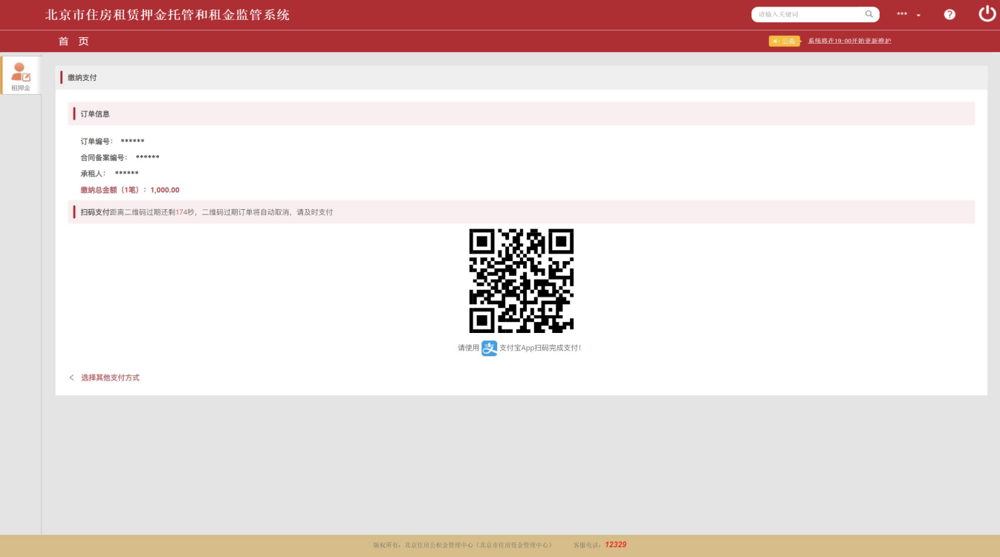 北京市住房租赁押金托管和租金监管系统
请输入关键词
***
首 页
公告
系统将在19:00开始更新维护
租押金
缴纳支付
订单信息
订单编号： ******
合同备案编号： ******
承租人： ******
缴纳总金额（1笔）：1,000.00
扫码支付距离二维码过期还剩174秒，二维码过期订单将自动取消，请及时支付
请使用 支 支付宝App扫码完成支付！
< 选择其他支付方式
版权所有：北京住房公积金管理中心（北京市住房资金管理中心） 客服电话：12329